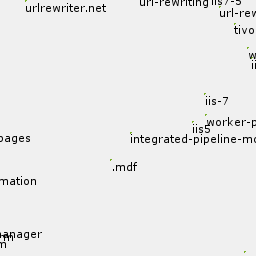 urlrewriter.net
url-rewriting
iis7-5
url-rew
tivo
iis-7
worker-p
iis5
integrated-pipeline-mo
pages
.mdf
mation
manager